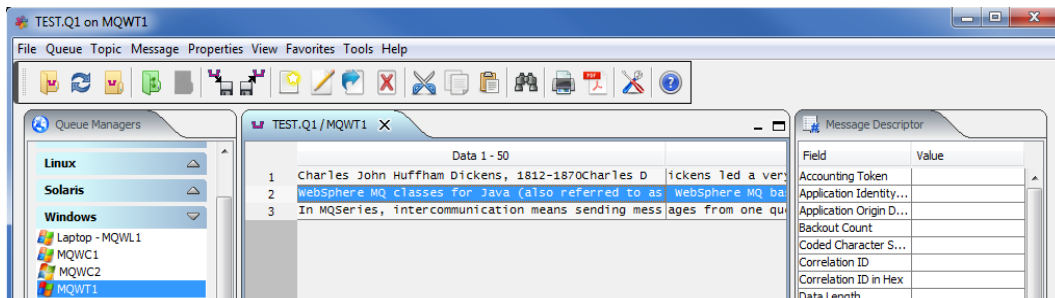 TEST.Q1 on MQWT1
File Queue Topic Message Properties View Favorites Tools Help
PDF
Queue Managers
TEST.Q1 / MQWT1
Message Descriptor
Linux
Solaris
Windows
Laptop - MQWL1
MQWC1
MQWC2
MQWT1
Data 1 - 50
1 Charles John Huffham Dickens, 1812-1870Charles D ickens led a very
2 WebSphere MQ classes for Java (also referred to as WebSphere MQ ba
3 In MQSeries, intercommunication means sending mess ages from one qu
Field Value
Accounting Token
Application Identity...
Application Origin D...
Backout Count
Coded Character S...
Correlation ID
Correlation ID in Hex
Data Length